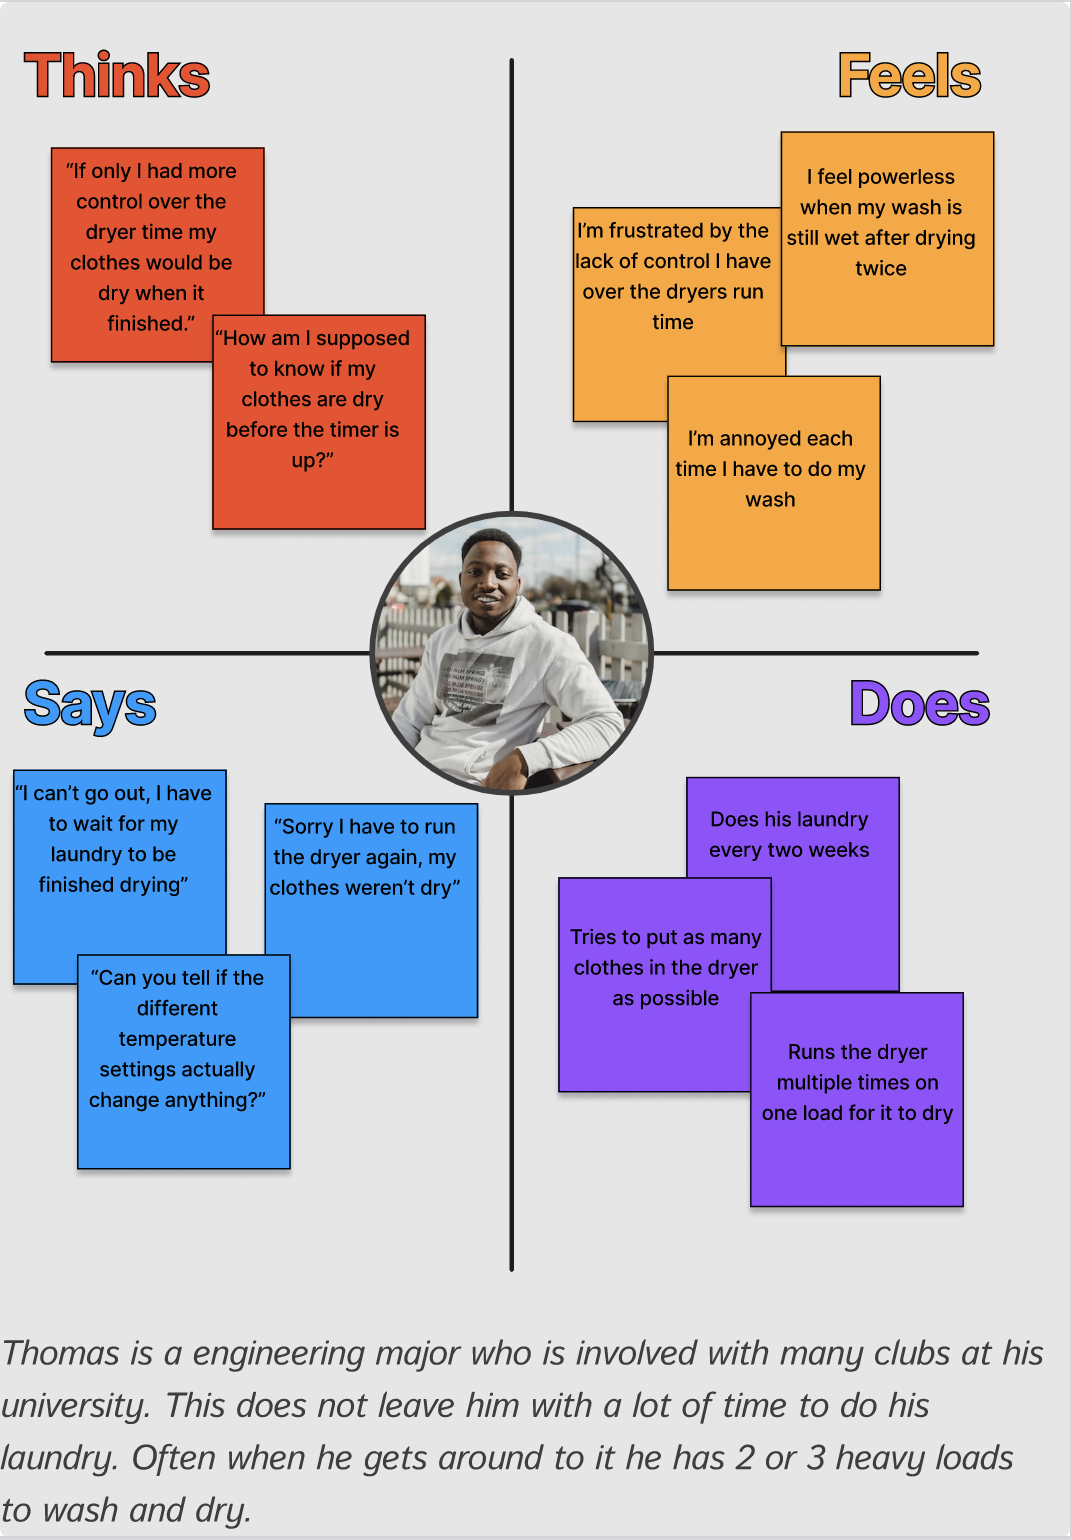 Thinks
“If only I had more
control over the
dryer time my
clothes would be
dry when it
finished.”
“How am I supposed
to know if my
clothes are dry
before the timer is
up?”
Feels
I’m frustrated by the
lack of control I have
over the dryers run
time
I feel powerless
when my wash is
still wet after drying
twice
I’m annoyed each
time I have to do my
wash
Says
“I can’t go out, I have
to wait for my
laundry to be
finished drying”
“Sorry I have to run
the dryer again, my
clothes weren’t dry”
“Can you tell if the
different
temperature
settings actually
change anything?”
Does
Does his laundry
every two weeks
Tries to put as many
clothes in the dryer
as possible
Runs the dryer
multiple times on
one load for it to dry
Thomas is a engineering major who is involved with many clubs at his
university. This does not leave him with a lot of time to do his
laundry. Often when he gets around to it he has 2 or 3 heavy loads
to wash and dry.